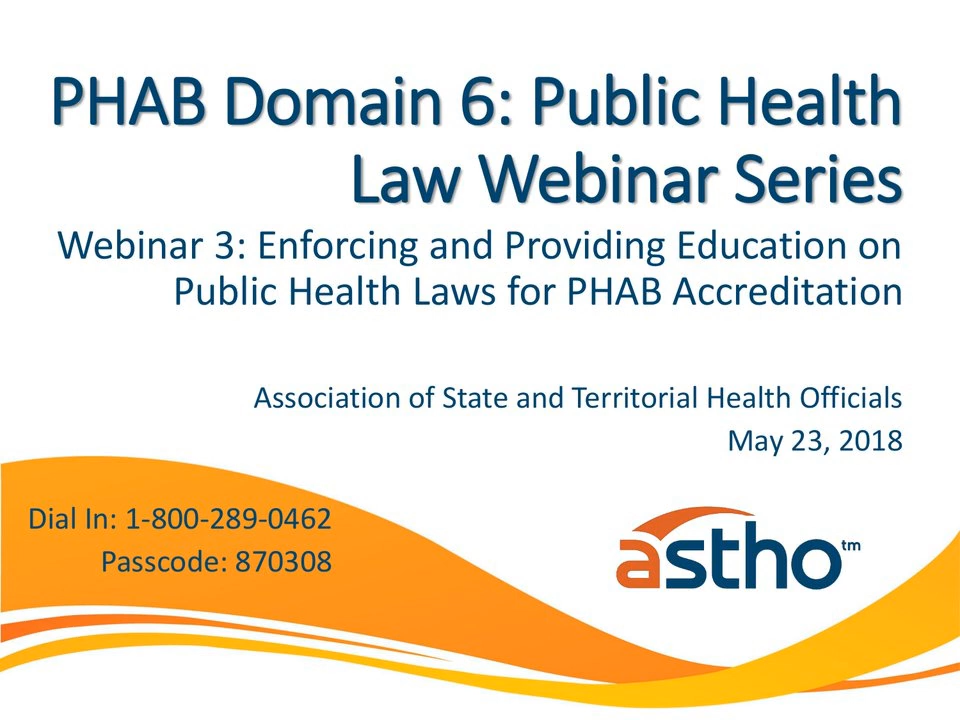 PHAB Domain 6: Public Health
Law Webinar Series
Webinar 3: Enforcing and Providing Education on
Public Health Laws for PHAB Accreditation
Association of State and Territorial Health Officials
May 23, 2018
Dial In: 1-800-289-0462
Passcode: 870308
astho™